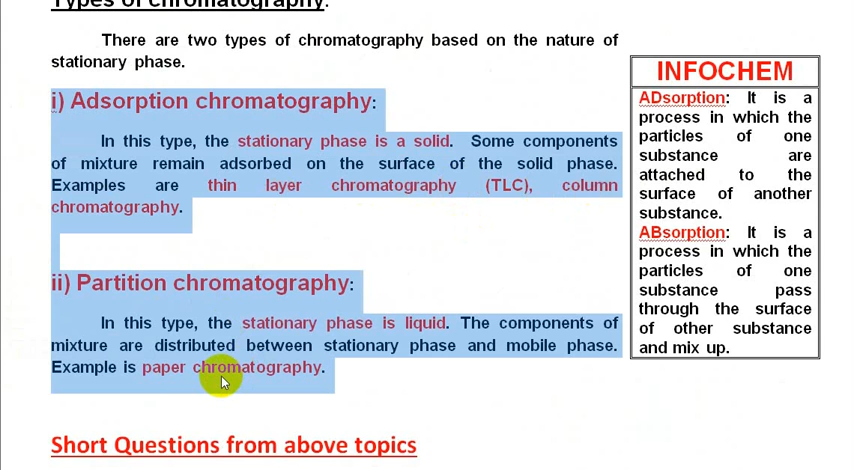 Types of chromatography:
There are two types of chromatography based on the nature of
stationary phase.
i) Adsorption chromatography:
In this type, the stationary phase is a solid. Some components
of mixture remain adsorbed on the surface of the solid phase.
Examples are thin layer chromatography (TLC), column
chromatography.
ii) Partition chromatography:
In this type, the stationary phase is liquid. The components of
mixture are distributed between stationary phase and mobile phase.
Example is paper chromatography.
Short Questions from above topics
INFOCHEM
ADsorption: It is a
process in which the
particles of one
substance are
attached to the
surface of another
substance.
ABsorption: It is a
process in which the
particles of one
substance pass
through the surface
of other substance
and mix up.